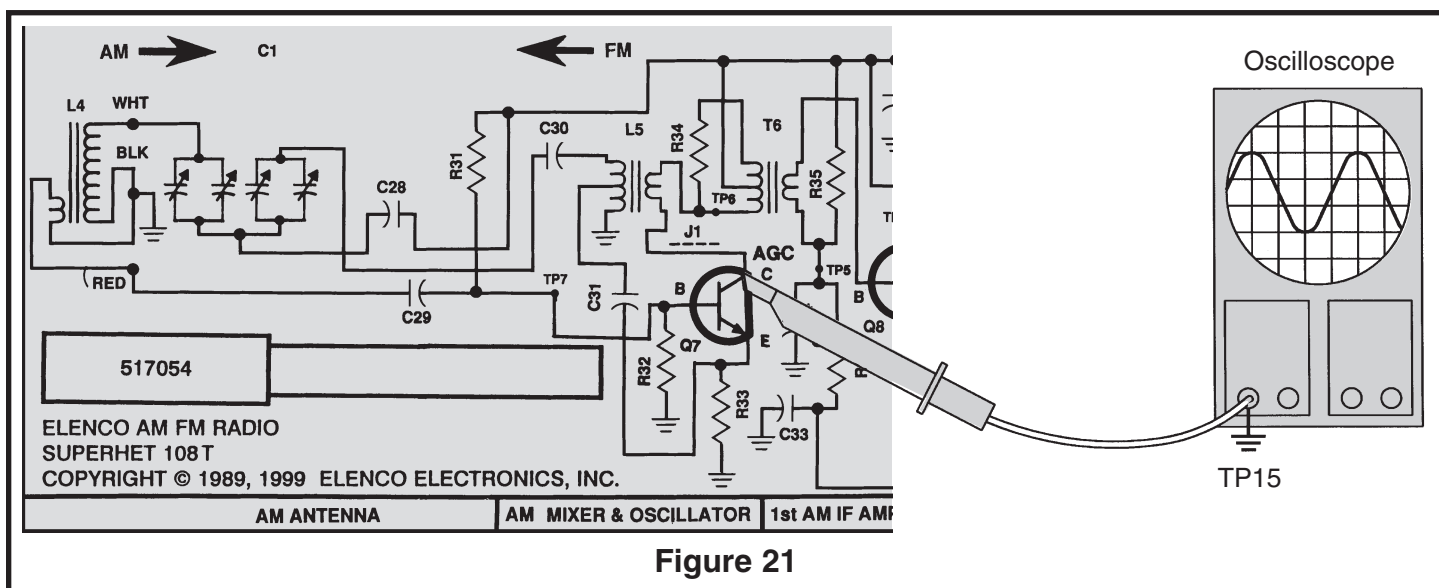 AM C1 FM
Oscilloscope
L4 WHT
BLK
R31
C30
L5
R34
T6
R35
C28
TP6
J1
AGC
TP5
RED
C29
TP7
C31
B
C
E
B
Q7
Q8
R32
R33
C33
517054
ELENCO AM FM RADIO
SUPERHET 108 T
COPYRIGHT © 1989, 1999 ELENCO ELECTRONICS, INC.
TP15
AM ANTENNA AM MIXER & OSCILLATOR 1st AM IF AMP
Figure 21